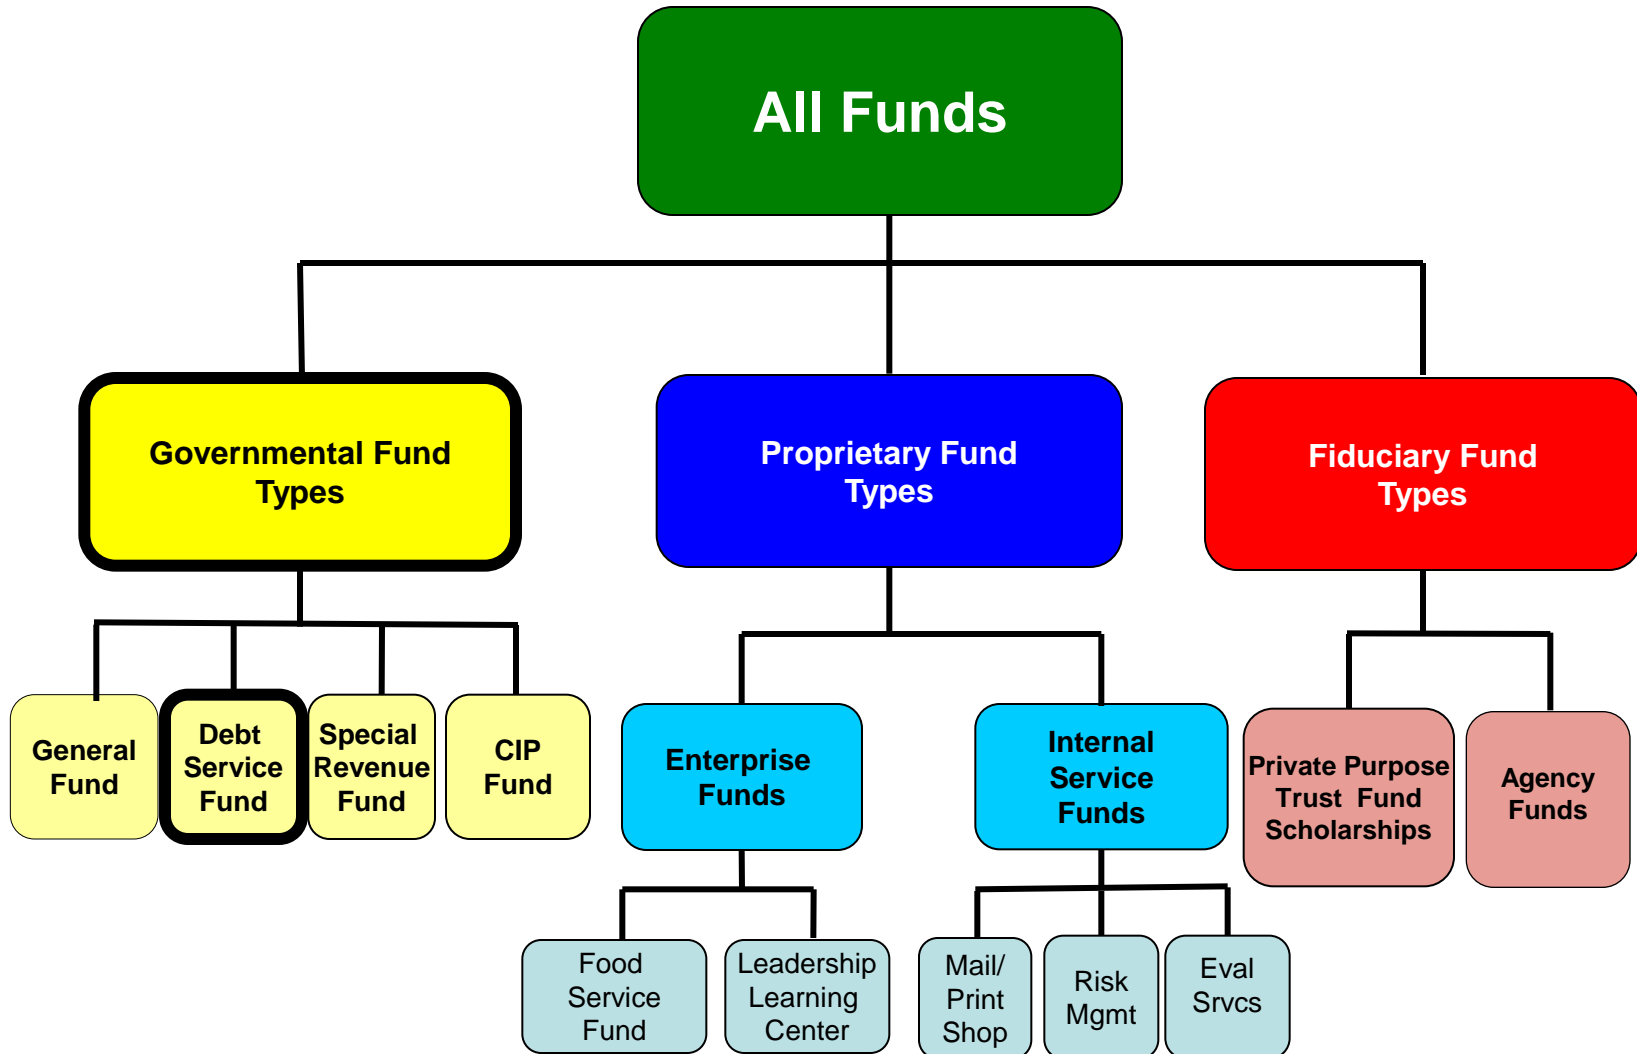 All Funds
Governmental Fund
Types
Proprietary Fund
Types
Fiduciary Fund
Types
General
Fund
Debt
Service
Fund
Special
Revenue
Fund
CIP
Fund
Enterprise
Funds
Internal
Service
Funds
Private Purpose
Trust Fund
Scholarships
Agency
Funds
Food
Service
Fund
Leadership
Learning
Center
Mail/
Print
Shop
Risk
Mgmt
Eval
Srvcs